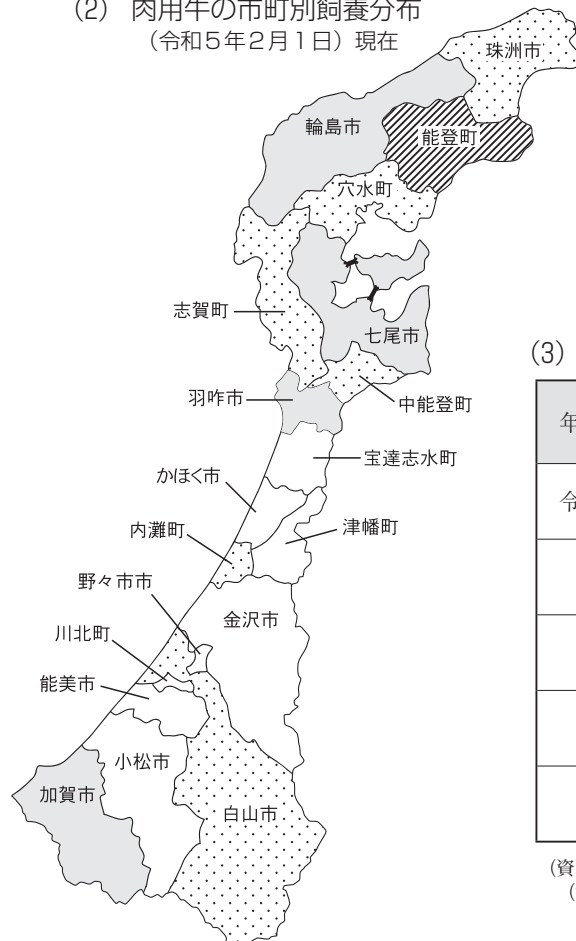 (2) 肉用牛の市町別飼養分布
（令和５年２月１日）現在
珠洲市
輪島市
能登町
穴水町
志賀町
七尾市
(3)
羽咋市
中能登町
年
宝達志水町
かほく市
令
内灘町
津幡町
野々市市
金沢市
川北町
能美市
小松市
加賀市
白山市
（資
（